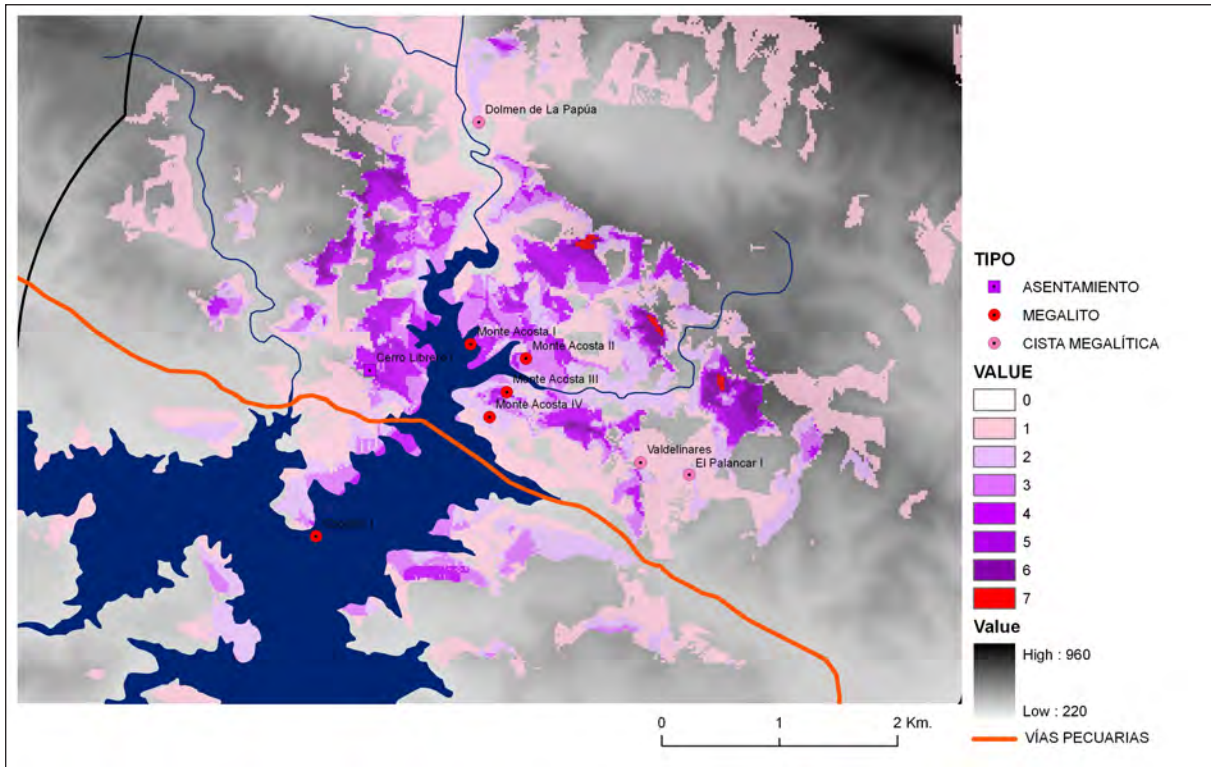 Dolmen de La Papúa
Monte Acosta I
Monte Acosta II
Cerro Librero I
Monte Acosta III
Monte Acosta IV
Valdelinares
El Palancar I
TIPO
ASENTAMIENTO
MEGALITO
CISTA MEGALÍTICA
VALUE
0
1
2
3
4
5
6
7
Value
High : 960
Low : 220
VÍAS PECUARIAS
0 1 2 Km.